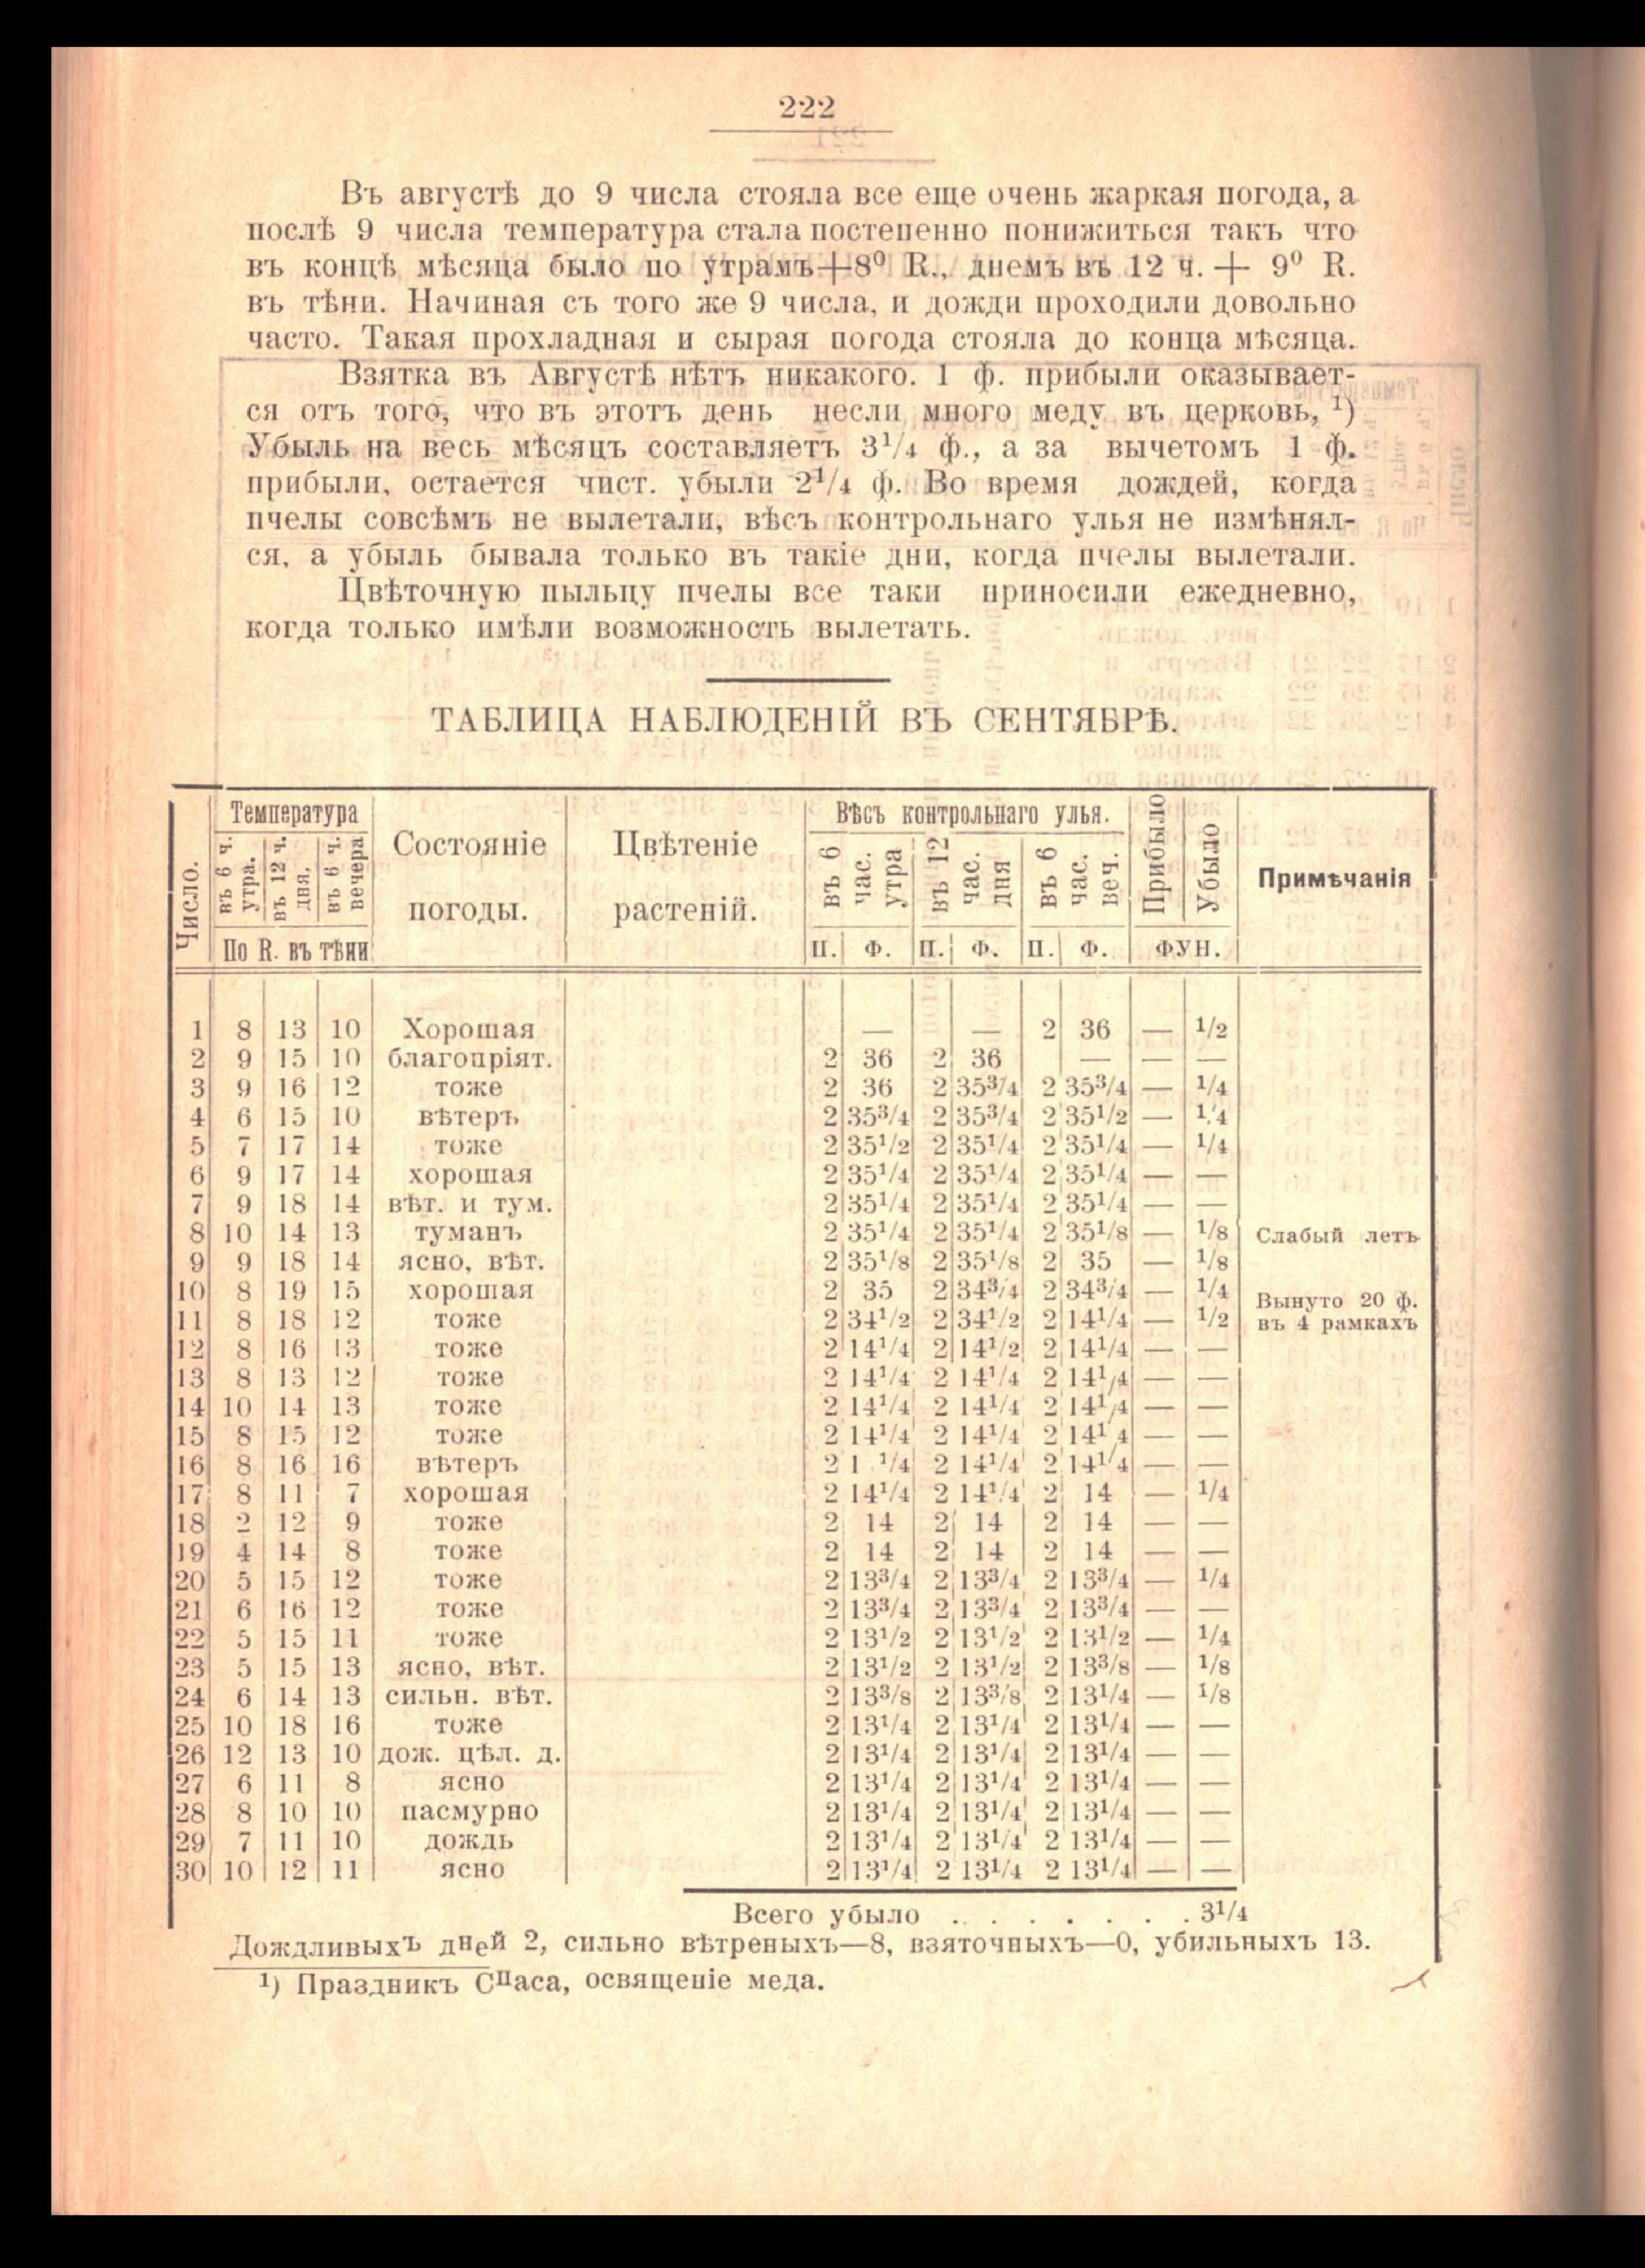 222
Въ августѣ до 9 числа стояла все еще очень жаркая погода, а
послѣ 9 числа температура стала постепенно понижиться такъ что
въ концѣ мѣсяца было по утрамъ+8⁰ R., днемъ въ 12 ч. + 9⁰ R.
въ тѣни. Начиная съ того же 9 числа, и дожди проходили довольно
часто. Такая прохладная и сырая погода стояла до конца мѣсяца.
Взятка въ Августѣ нѣтъ никакого. 1 ф. прибыли оказывает-
ся отъ того, что въ этотъ день несли много меду въ церковь, ¹)
Убыль на весь мѣсяцъ составляетъ 3¹/₄ ф., а за вычетомъ 1 ф.
прибыли, остается чист. убыли 2¹/₄ ф. Во время дождей, когда
пчелы совсѣмъ не вылетали, вѣсъ контрольнаго улья не измѣнял-
ся, а убыль бывала только въ такіе дни, когда пчелы вылетали.
Цвѣточную пыльцу пчелы все таки приносили ежедневно,
когда только имѣли возможность вылетать.
ТАБЛИЦА НАБЛЮДЕНІЙ ВЪ СЕНТЯБРѢ.
Число. Температура Состояніе погоды. Цвѣтеніе растеній. Вѣсъ контрольнаго улья. Прибыло Убыло Примѣчанія
въ 6 ч. утра. въ 12 ч. дня. въ 6 ч. вечера въ 6 час. утра въ 12 час. дня въ 6 час. веч.
По R. въ тѣни П. Ф. П. Ф. П. Ф. ФУН.
1 8 13 10 Хорошая — — 2 36 — ¹/₂
2 9 15 10 благопріят. 2 36 2 36 — — —
3 9 16 12 тоже 2 36 2 35³/₄ 2 35³/₄ — ¹/₄
4 6 15 10 вѣтеръ 2 35³/₄ 2 35³/₄ 2 35¹/₂ — ¹/₄
5 7 17 14 тоже 2 35¹/₂ 2 35¹/₄ 2 35¹/₄ — ¹/₄
6 9 17 14 хорошая 2 35¹/₄ 2 35¹/₄ 2 35¹/₄ — —
7 9 18 14 вѣт. и тум. 2 35¹/₄ 2 35¹/₄ 2 35¹/₄ — —
8 10 14 13 туманъ 2 35¹/₄ 2 35¹/₄ 2 35¹/₈ — ¹/₈ Слабый летъ
9 9 18 14 ясно, вѣт. 2 35¹/₈ 2 35¹/₈ 2 35 — ¹/₈
10 8 19 15 хорошая 2 35 2 34³/₄ 2 34³/₄ — ¹/₄ Вынуто 20 ф.
11 8 18 12 тоже 2 34¹/₂ 2 34¹/₂ 2 14¹/₄ — ¹/₂ въ 4 рамкахъ
12 8 16 13 тоже 2 14¹/₄ 2 14¹/₂ 2 14¹/₄ — —
13 8 13 12 тоже 2 14¹/₄ 2 14¹/₄ 2 14¹/₄ — —
14 10 14 13 тоже 2 14¹/₄ 2 14¹/₄ 2 14¹/₄ — —
15 8 15 12 тоже 2 14¹/₄ 2 14¹/₄ 2 14¹ ₄ — —
16 8 16 16 вѣтеръ 2 1 ¹/₄ 2 14¹/₄ 2 14¹/₄ — —
17 8 11 7 хорошая 2 14¹/₄ 2 14¹/₄ 2 14 — ¹/₄
18 2 12 9 тоже 2 14 2 14 2 14 — —
19 4 14 8 тоже 2 14 2 14 2 14 — —
20 5 15 12 тоже 2 13³/₄ 2 13³/₄ 2 13³/₄ — ¹/₄
21 6 16 12 тоже 2 13³/₄ 2 13³/₄ 2 13³/₄ — —
22 5 15 11 тоже 2 13¹/₂ 2 13¹/₂ 2 13¹/₂ — ¹/₄
23 5 15 13 ясно, вѣт. 2 13¹/₂ 2 13¹/₂ 2 13³/₈ — ¹/₈
24 6 14 13 сильн. вѣт. 2 13³/₈ 2 13³/₈ 2 13¹/₄ — ¹/₈
25 10 18 16 тоже 2 13¹/₄ 2 13¹/₄ 2 13¹/₄ — —
26 12 13 10 дож. цѣл. д. 2 13¹/₄ 2 13¹/₄ 2 13¹/₄ — —
27 6 11 8 ясно 2 13¹/₄ 2 13¹/₄ 2 13¹/₄ — —
28 8 10 10 пасмурно 2 13¹/₄ 2 13¹/₄ 2 13¹/₄ — —
29 7 11 10 дождь 2 13¹/₄ 2 13¹/₄ 2 13¹/₄ — —
30 10 12 11 ясно 2 13¹/₄ 2 13¹/₄ 2 13¹/₄ — —
Всего убыло . . . . . . . 3¹/₄
Дождливыхъ дней 2, сильно вѣтреныхъ—8, взяточныхъ—0, убильныхъ 13.
¹) Праздникъ Спаса, освященіе меда.